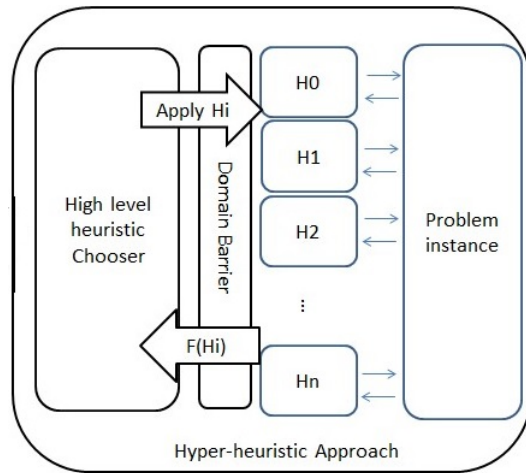 High level
heuristic
Chooser
Apply Hi
F(Hi)
Domain Barrier
H0
H1
H2
...
Hn
Problem
instance
Hyper-heuristic Approach